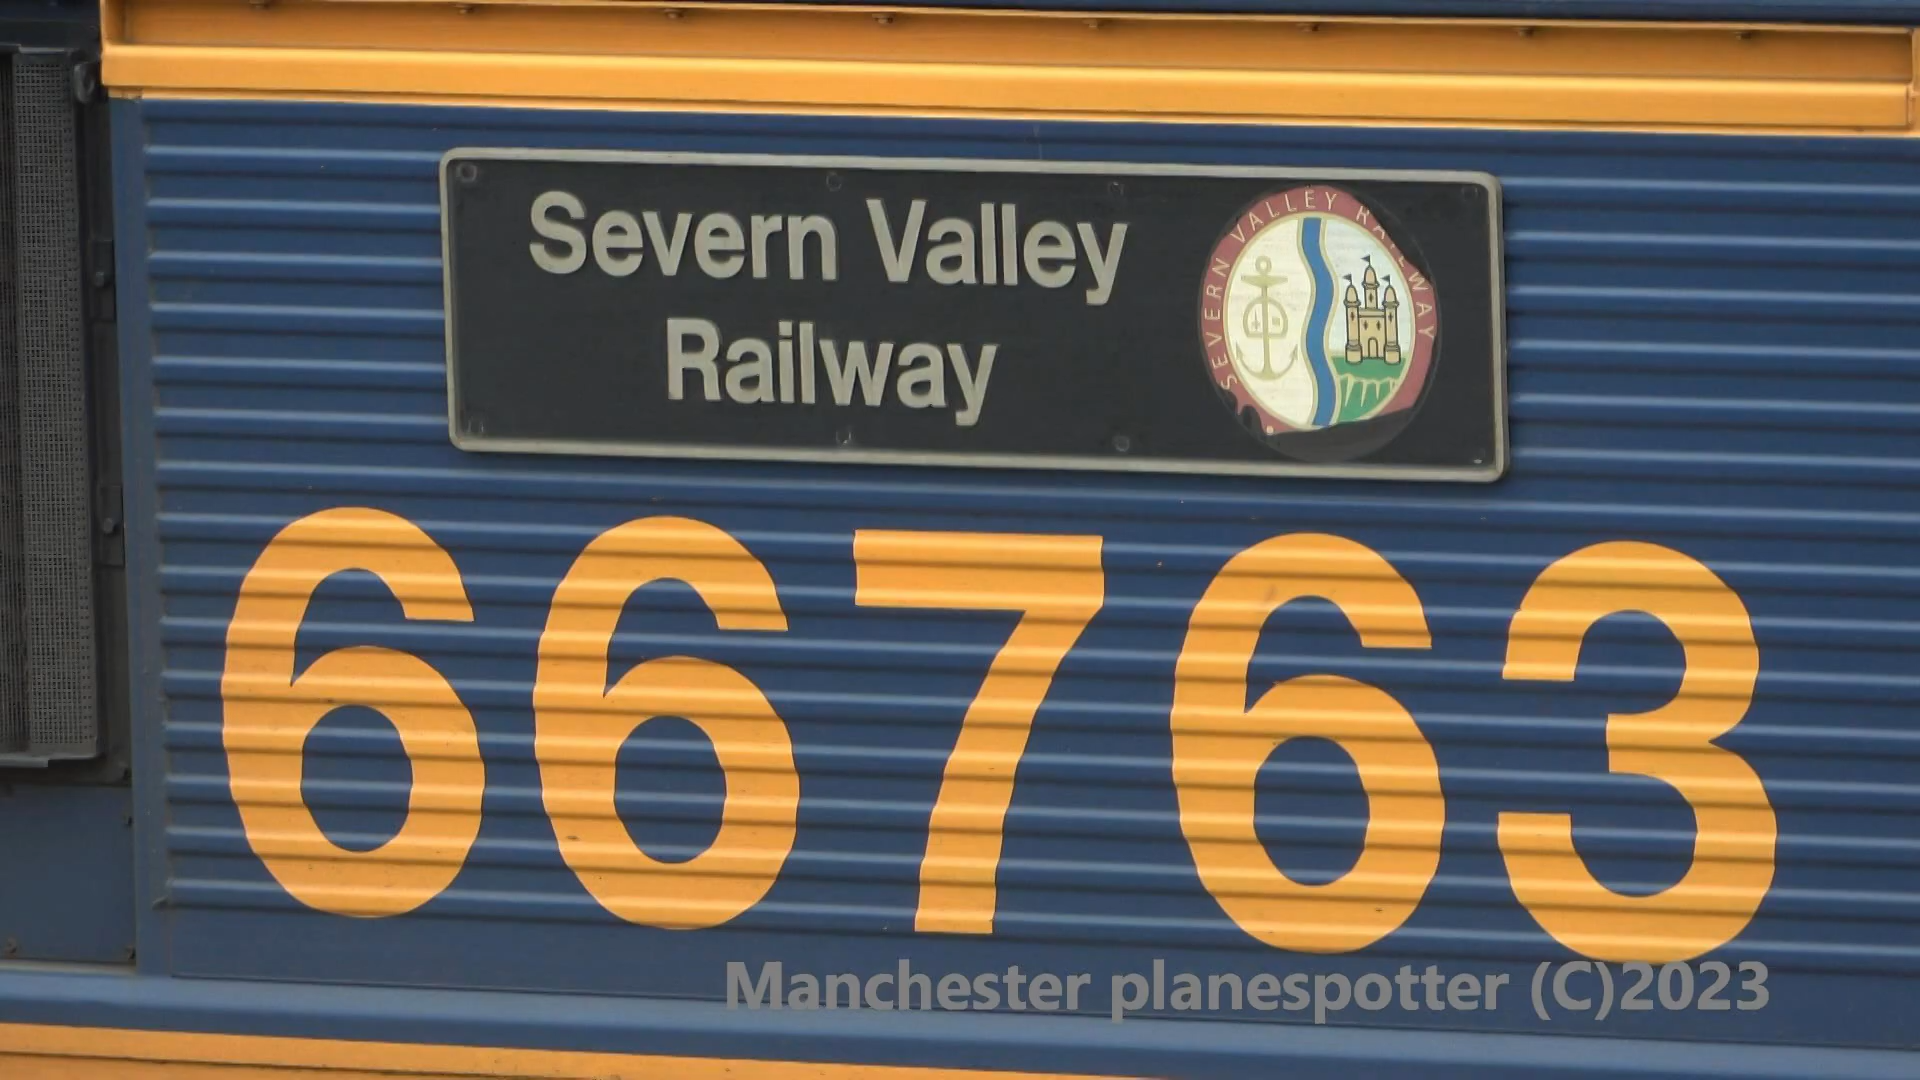 Severn Valley
Railway
SEVERN VALLEY RAILWAY
66763
Manchester planespotter (C)2023